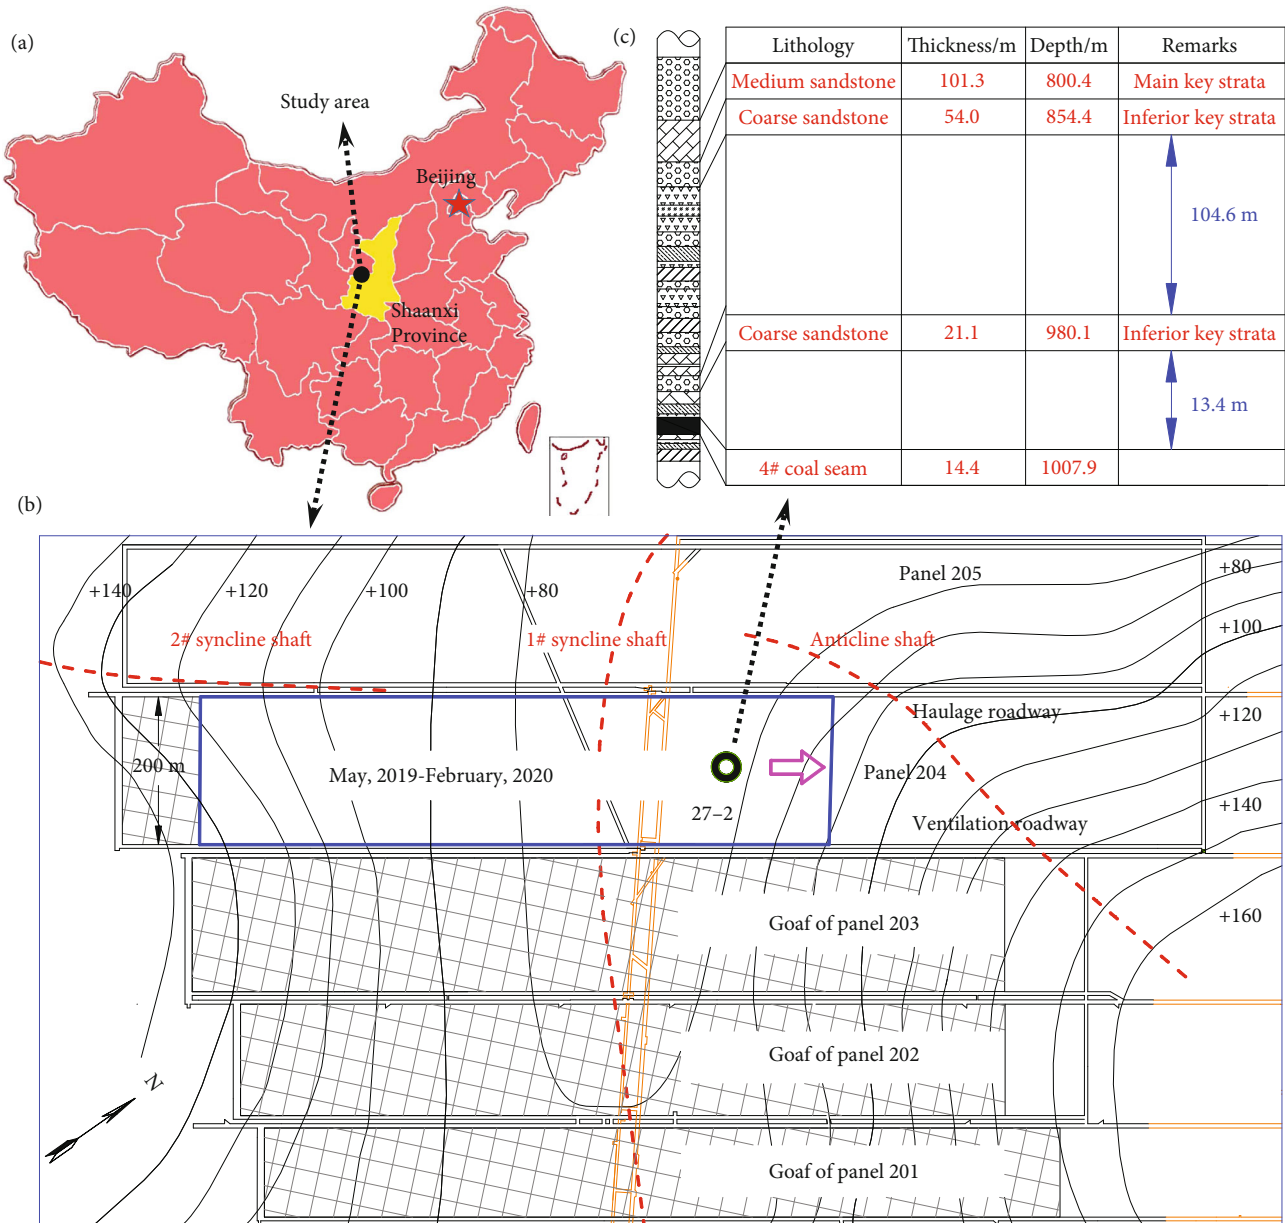 (a)
Study area
Beijing
Shaanxi
Province
(c)
Lithology Thickness/m Depth/m Remarks
Medium sandstone 101.3 800.4 Main key strata
Coarse sandstone 54.0 854.4 Inferior key strata
104.6 m
Coarse sandstone 21.1 980.1 Inferior key strata
13.4 m
4# coal seam 14.4 1007.9
(b)
Panel 205
+140 +120 +100 +80 +80
+100
2# syncline shaft 1# syncline shaft Anticline shaft
Haulage roadway
+120
200 m May, 2019-February, 2020 Panel 204
27–2
+140
Ventilation roadway
Goaf of panel 203
+160
Goaf of panel 202
N
Goaf of panel 201